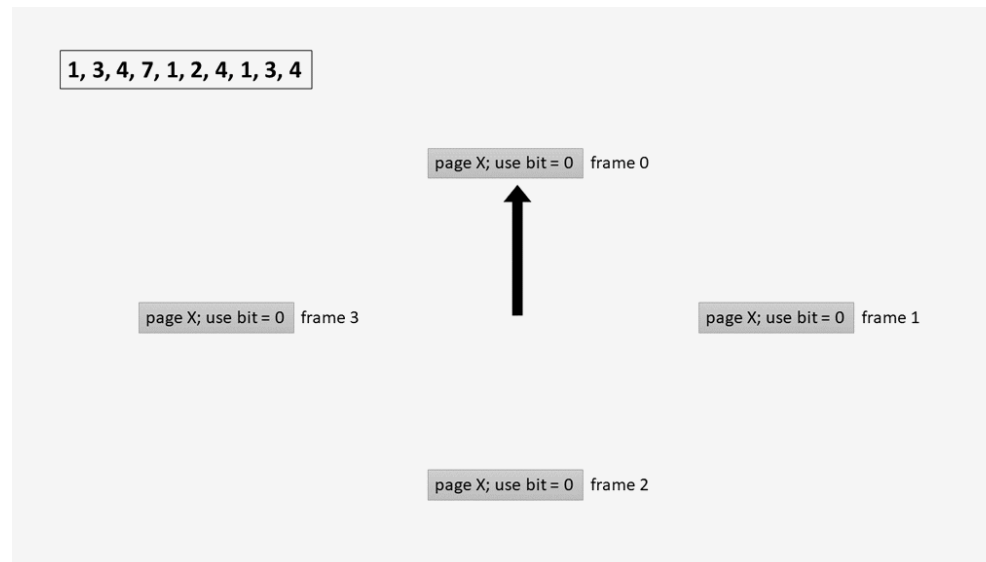 1, 3, 4, 7, 1, 2, 4, 1, 3, 4
page X; use bit = 0 frame 0
page X; use bit = 0 frame 3
page X; use bit = 0 frame 1
page X; use bit = 0 frame 2